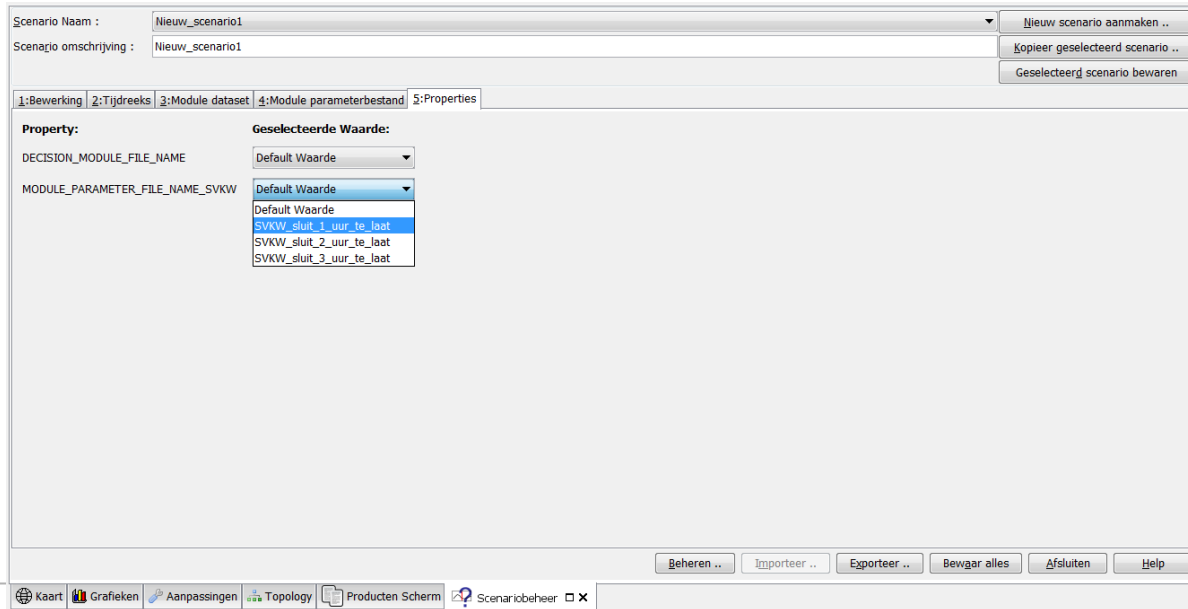 Scenario Naam : Nieuw_scenario1 Nieuw scenario aanmaken ..
Scenario omschrijving : Nieuw_scenario1 Kopieer geselecteerd scenario ..
Geselecteerd scenario bewaren
1:Bewerking 2:Tijdreeks 3:Module dataset 4:Module parameterbestand 5:Properties
Property: Geselecteerde Waarde:
DECISION_MODULE_FILE_NAME Default Waarde
MODULE_PARAMETER_FILE_NAME_SVKW Default Waarde
Default Waarde
SVKW_sluit_1_uur_te_laat
SVKW_sluit_2_uur_te_laat
SVKW_sluit_3_uur_te_laat
Beheren .. Importeer .. Exporteer .. Bewaar alles Afsluiten Help
Kaart Grafieken Aanpassingen Topology Producten Scherm Scenariobeheer